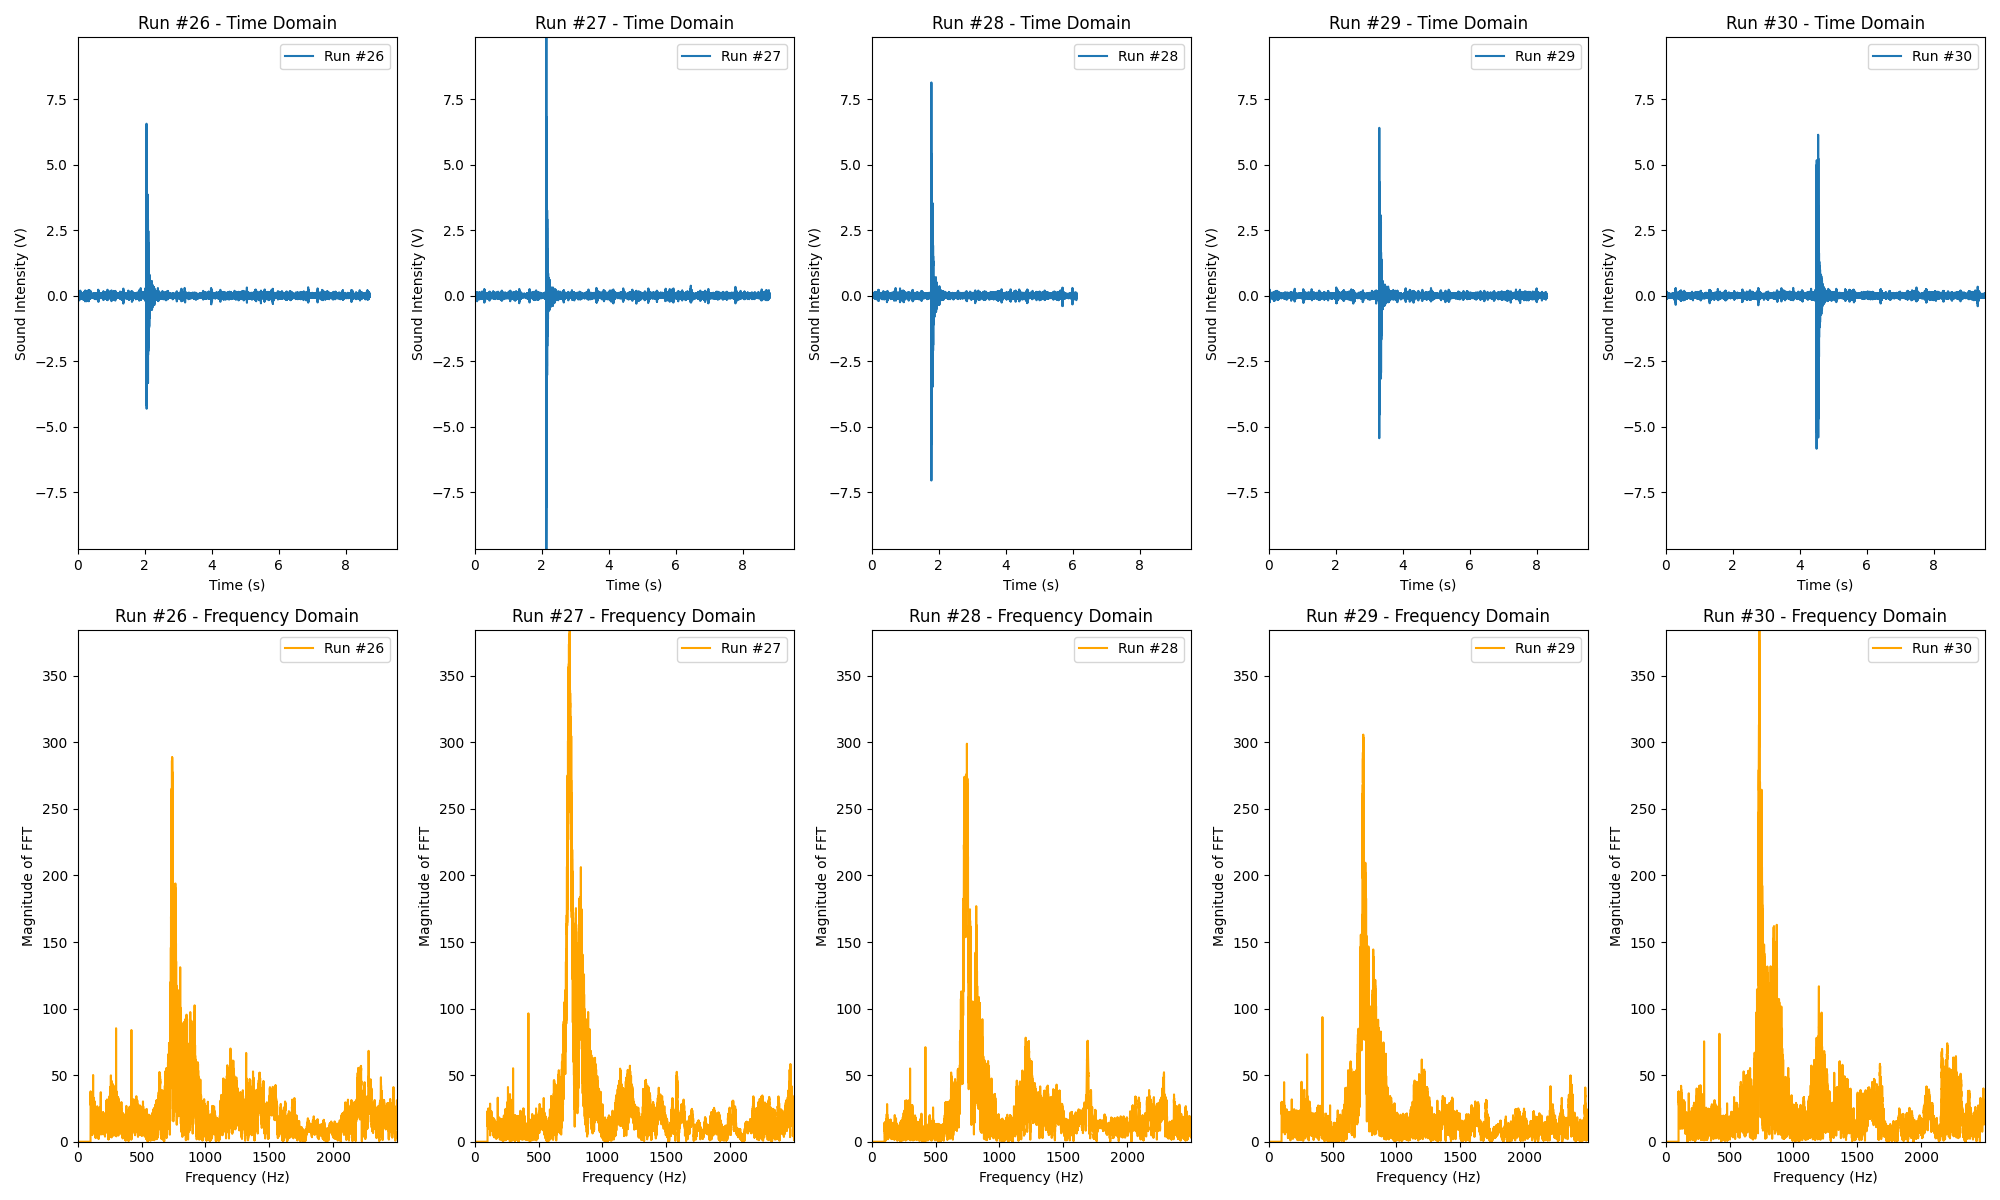 Run #26 - Time Domain
Run #26
7.5
5.0
2.5
0.0
−2.5
−5.0
−7.5
Sound Intensity (V)
0 2 4 6 8
Time (s)
Run #27 - Time Domain
Run #27
7.5
5.0
2.5
0.0
−2.5
−5.0
−7.5
Sound Intensity (V)
0 2 4 6 8
Time (s)
Run #28 - Time Domain
Run #28
7.5
5.0
2.5
0.0
−2.5
−5.0
−7.5
Sound Intensity (V)
0 2 4 6 8
Time (s)
Run #29 - Time Domain
Run #29
7.5
5.0
2.5
0.0
−2.5
−5.0
−7.5
Sound Intensity (V)
0 2 4 6 8
Time (s)
Run #30 - Time Domain
Run #30
7.5
5.0
2.5
0.0
−2.5
−5.0
−7.5
Sound Intensity (V)
0 2 4 6 8
Time (s)
Run #26 - Frequency Domain
Run #26
350
300
250
200
150
100
50
0
Magnitude of FFT
0 500 1000 1500 2000
Frequency (Hz)
Run #27 - Frequency Domain
Run #27
350
300
250
200
150
100
50
0
Magnitude of FFT
0 500 1000 1500 2000
Frequency (Hz)
Run #28 - Frequency Domain
Run #28
350
300
250
200
150
100
50
0
Magnitude of FFT
0 500 1000 1500 2000
Frequency (Hz)
Run #29 - Frequency Domain
Run #29
350
300
250
200
150
100
50
0
Magnitude of FFT
0 500 1000 1500 2000
Frequency (Hz)
Run #30 - Frequency Domain
Run #30
350
300
250
200
150
100
50
0
Magnitude of FFT
0 500 1000 1500 2000
Frequency (Hz)